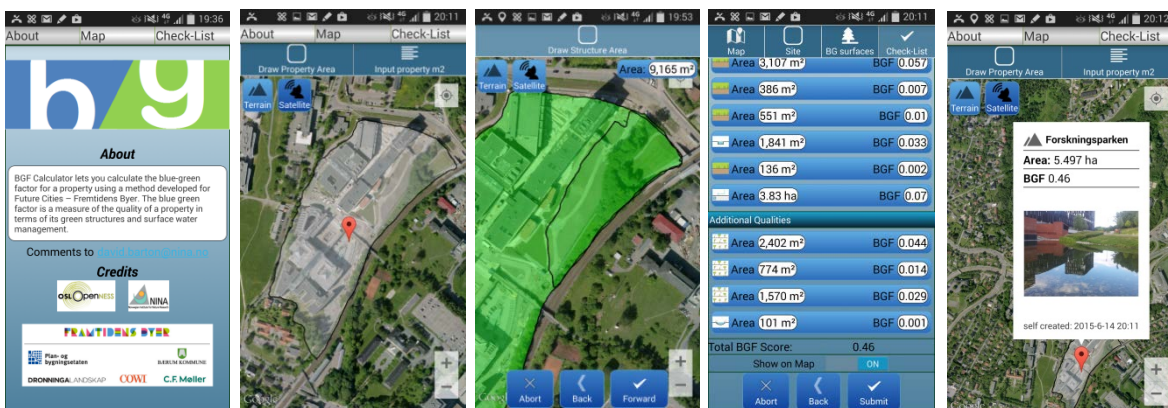 19:36
About Map Check-List
bg
About
BGF Calculator lets you calculate the blue-green
factor for a property using a method developed for
Future Cities – Fremtidens Byer. The blue green
factor is a measure of the quality of a property in
terms of its green structures and surface water
management.
Comments to david.barton@nina.no
Credits
OSLOpenness
NINA
FRAMTIDENS BYER
Plan- og
bygningsetaten
BÆRUM KOMMUNE
DRONNINGALANDSKAP COWI C.F. Møller
20:11
About Map Check-List
Draw Property Area Input property m2
Terrain Satellite
+
−
Google
19:53
Draw Structure Area
Terrain Satellite Area: 9,165 m²
+
−
Google
Abort Back Forward
20:11
Map Site BG surfaces Check-List
Area 3,107 m² BGF 0.057
Area 386 m² BGF 0.007
Area 551 m² BGF 0.01
Area 1,841 m² BGF 0.033
Area 136 m² BGF 0.002
Area 3.83 ha BGF 0.07
Additional Qualities
Area 2,402 m² BGF 0.044
Area 774 m² BGF 0.014
Area 1,570 m² BGF 0.029
Area 101 m² BGF 0.001
Total BGF Score: 0.46
Show on Map ON
Abort Back Submit
20:12
About Map Check-List
Draw Property Area Input property m2
Terrain Satellite
Forskningsparken
Area: 5.497 ha
BGF 0.46
self created: 2015-6-14 20:11
+
−
Google